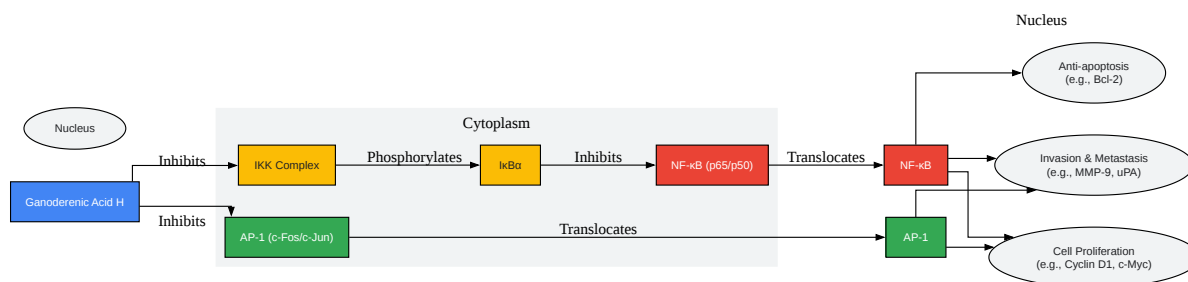 Nucleus
Anti-apoptosis
(e.g., Bcl-2)
Nucleus
Cytoplasm
Inhibits
IKK Complex
Phosphorylates
IκBα
Inhibits
NF-κB (p65/p50)
Translocates
NF-κB
Invasion & Metastasis
(e.g., MMP-9, uPA)
Ganoderenic Acid H
Inhibits
AP-1 (c-Fos/c-Jun)
Translocates
AP-1
Cell Proliferation
(e.g., Cyclin D1, c-Myc)